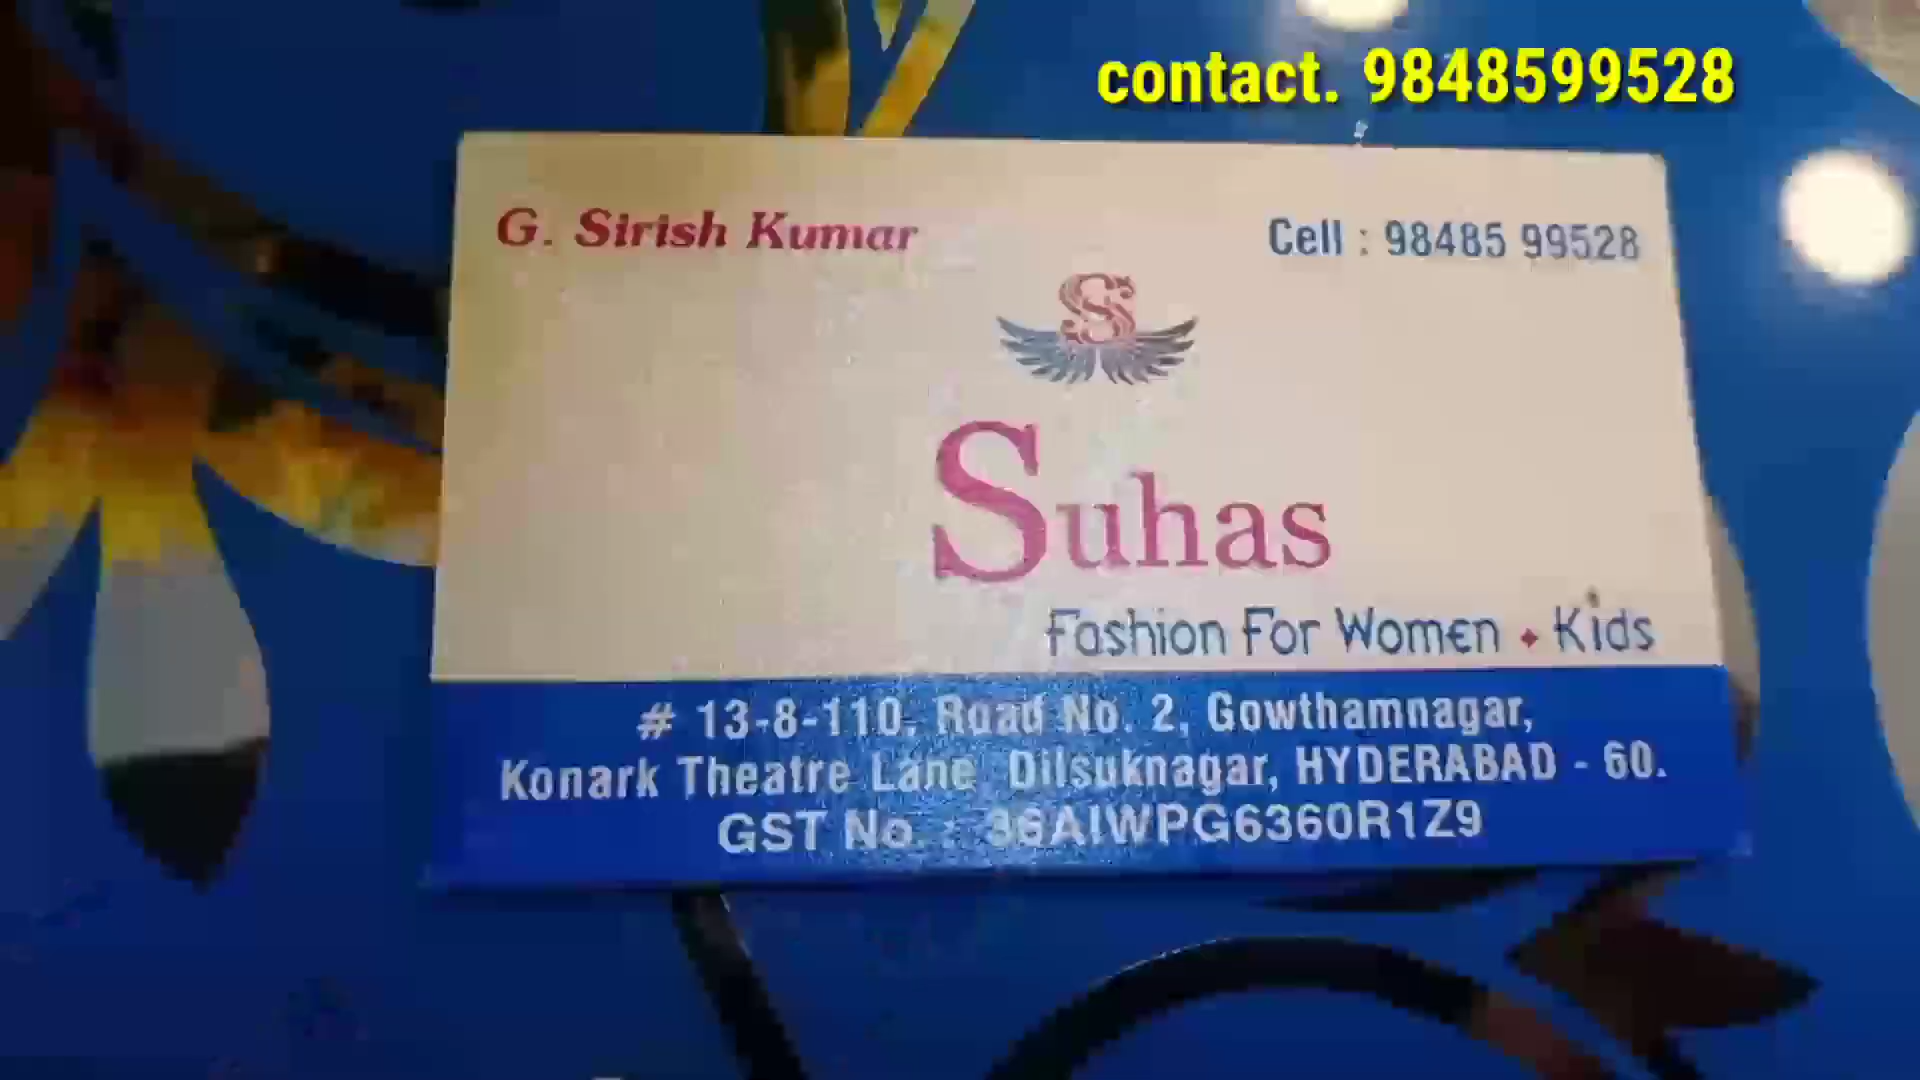 contact. 9848599528
G. Sirish Kumar
Cell : 98485 99528
S
Suhas
Fashion For Women Kids
# 13-8-110, Road No. 2, Gowthamnagar,
Konark Theatre Lane Dilsuknagar, HYDERABAD - 60.
GST No. : 36AIWPG6360R1Z9